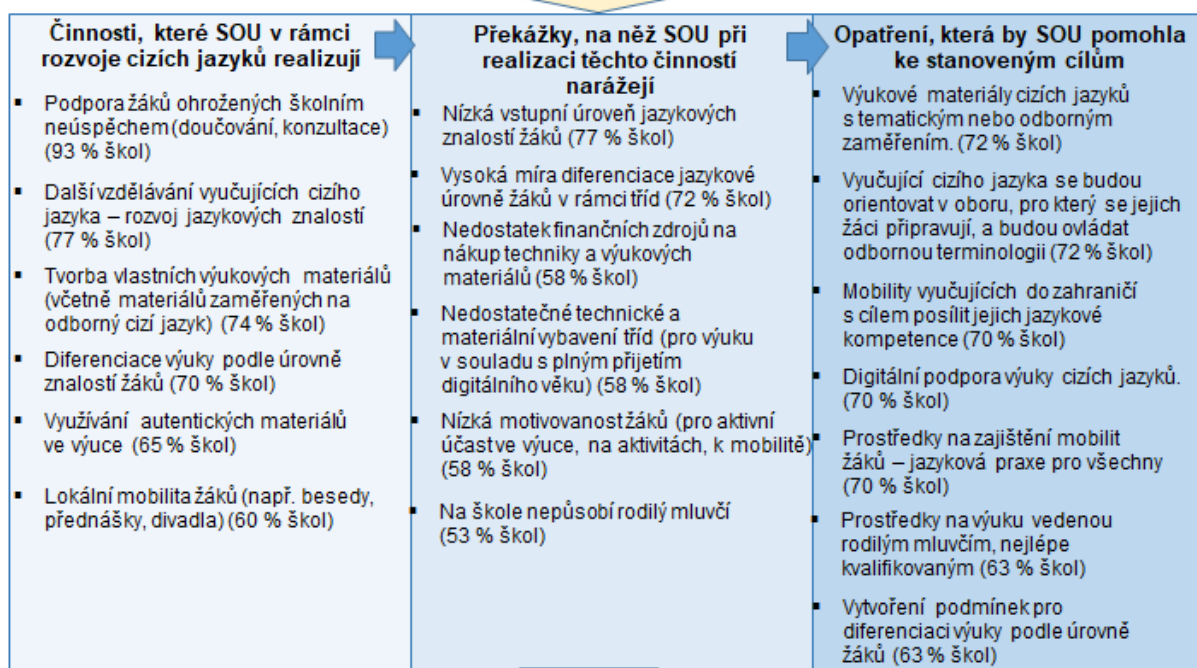 Činnosti, které SOU v rámci
rozvoje cizích jazyků realizují
▪ Podpora žáků ohrožených školním
neúspěchem (doučování, konzultace)
(93 % škol)
▪ Další vzdělávání vyučujících cizího
jazyka – rozvoj jazykových znalostí
(77 % škol)
▪ Tvorba vlastních výukových materiálů
(včetně materiálů zaměřených na
odborný cizí jazyk) (74 % škol)
▪ Diferenciace výuky podle úrovně
znalostí žáků (70 % škol)
▪ Využívání autentických materiálů
ve výuce (65 % škol)
▪ Lokální mobilita žáků (např. besedy,
přednášky, divadla) (60 % škol)
Překážky, na něž SOU při
realizaci těchto činností
narážejí
▪ Nízká vstupní úroveň jazykových
znalostí žáků (77 % škol)
▪ Vysoká míra diferenciace jazykové
úrovně žáků v rámci tříd (72 % škol)
▪ Nedostatek finančních zdrojů na
nákup techniky a výukových
materiálů (58 % škol)
▪ Nedostatečné technické a
materiální vybavení tříd (pro výuku
v souladu s plným přijetím
digitálního věku) (58 % škol)
▪ Nízká motivovanost žáků (pro aktivní
účast ve výuce, na aktivitách, k mobilitě)
(58 % škol)
▪ Na škole nepůsobí rodilý mluvčí
(53 % škol)
Opatření, která by SOU pomohla
ke stanoveným cílům
▪ Výukové materiály cizích jazyků
s tematickým nebo odborným
zaměřením. (72 % škol)
▪ Vyučující cizího jazyka se budou
orientovat v oboru, pro který se jejich
žáci připravují, a budou ovládat
odbornou terminologii (72 % škol)
▪ Mobility vyučujících do zahraničí
s cílem posílit jejich jazykové
kompetence (70 % škol)
▪ Digitální podpora výuky cizích jazyků.
(70 % škol)
▪ Prostředky na zajištění mobilit
žáků – jazyková praxe pro všechny
(70 % škol)
▪ Prostředky na výuku vedenou
rodilým mluvčím, nejlépe
kvalifikovaným (63 % škol)
▪ Vytvoření podmínek pro
diferenciaci výuky podle úrovně
žáků (63 % škol)